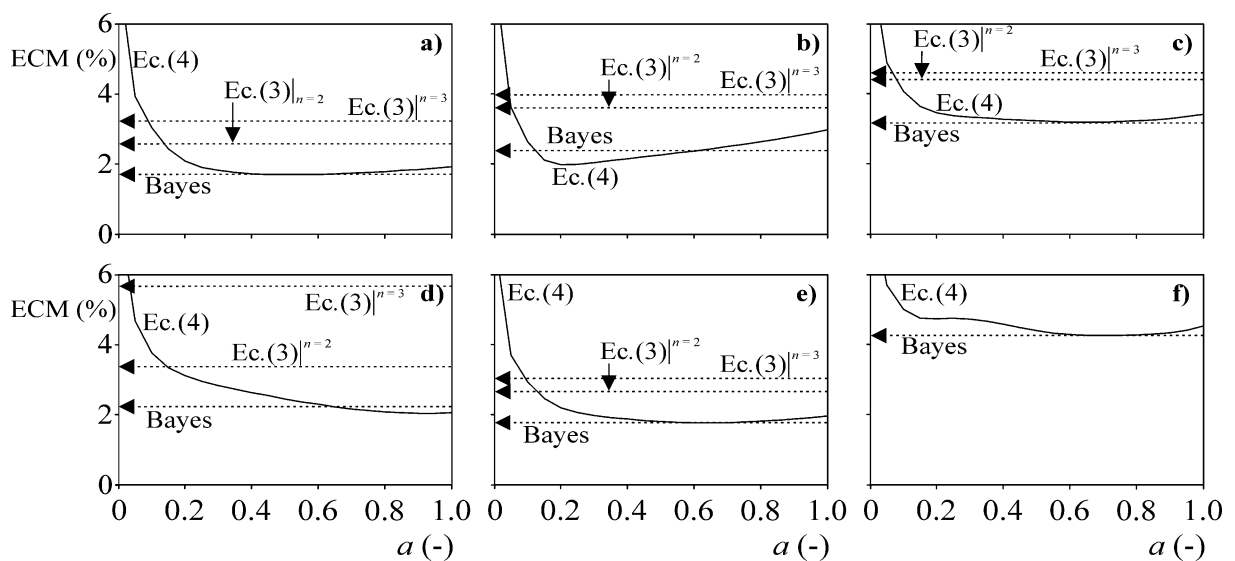 6
ECM (%)
4
2
0
a)
Ec.(4)
Ec.(3)|n=2
Ec.(3)|n=3
Bayes
b)
Ec.(3)|n=2
Ec.(3)|n=3
Bayes
Ec.(4)
c)
Ec.(3)|n=2
Ec.(3)|n=3
Ec.(4)
Bayes
6
ECM (%)
4
2
0
d)
Ec.(3)|n=3
Ec.(4)
Ec.(3)|n=2
Bayes
0 0.2 0.4 0.6 0.8 1.0
a (-)
e)
Ec.(4)
Ec.(3)|n=2
Ec.(3)|n=3
Bayes
0 0.2 0.4 0.6 0.8 1.0
a (-)
f)
Ec.(4)
Bayes
0 0.2 0.4 0.6 0.8 1.0
a (-)